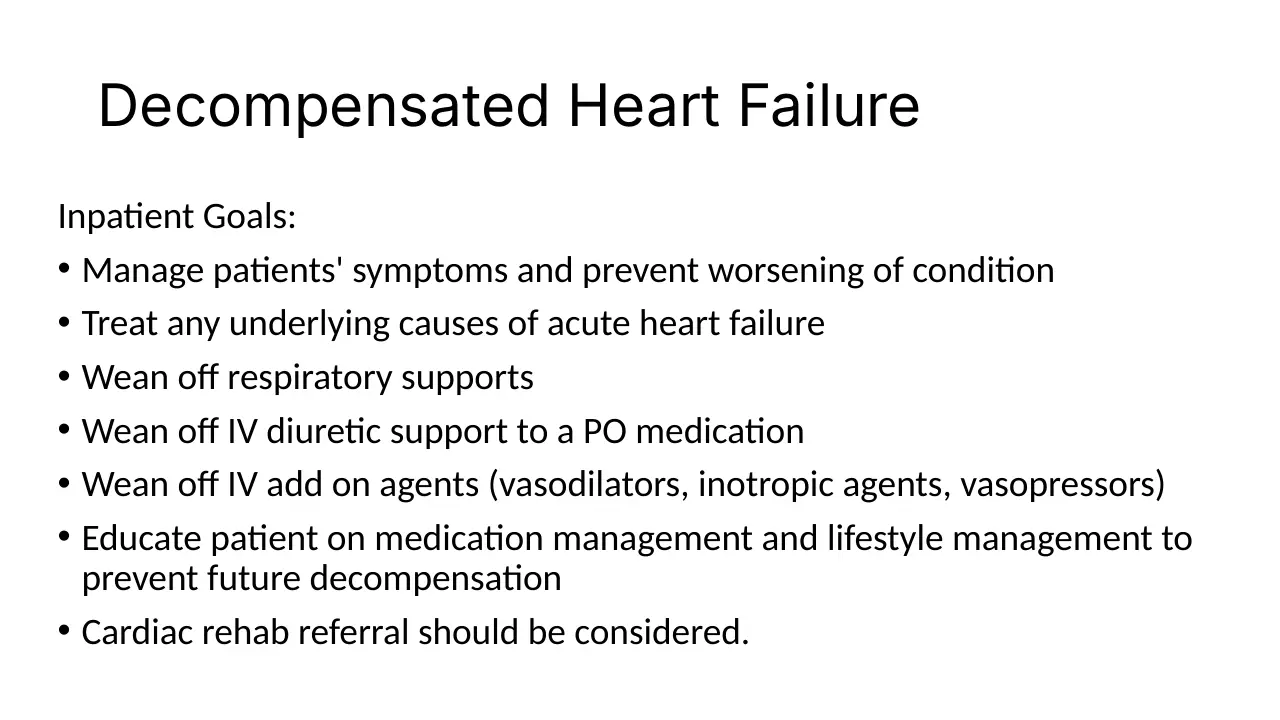 Decompensated Heart Failure
Inpatient Goals:
• Manage patients' symptoms and prevent worsening of condition
• Treat any underlying causes of acute heart failure
• Wean off respiratory supports
• Wean off IV diuretic support to a PO medication
• Wean off IV add on agents (vasodilators, inotropic agents, vasopressors)
• Educate patient on medication management and lifestyle management to
prevent future decompensation
• Cardiac rehab referral should be considered.